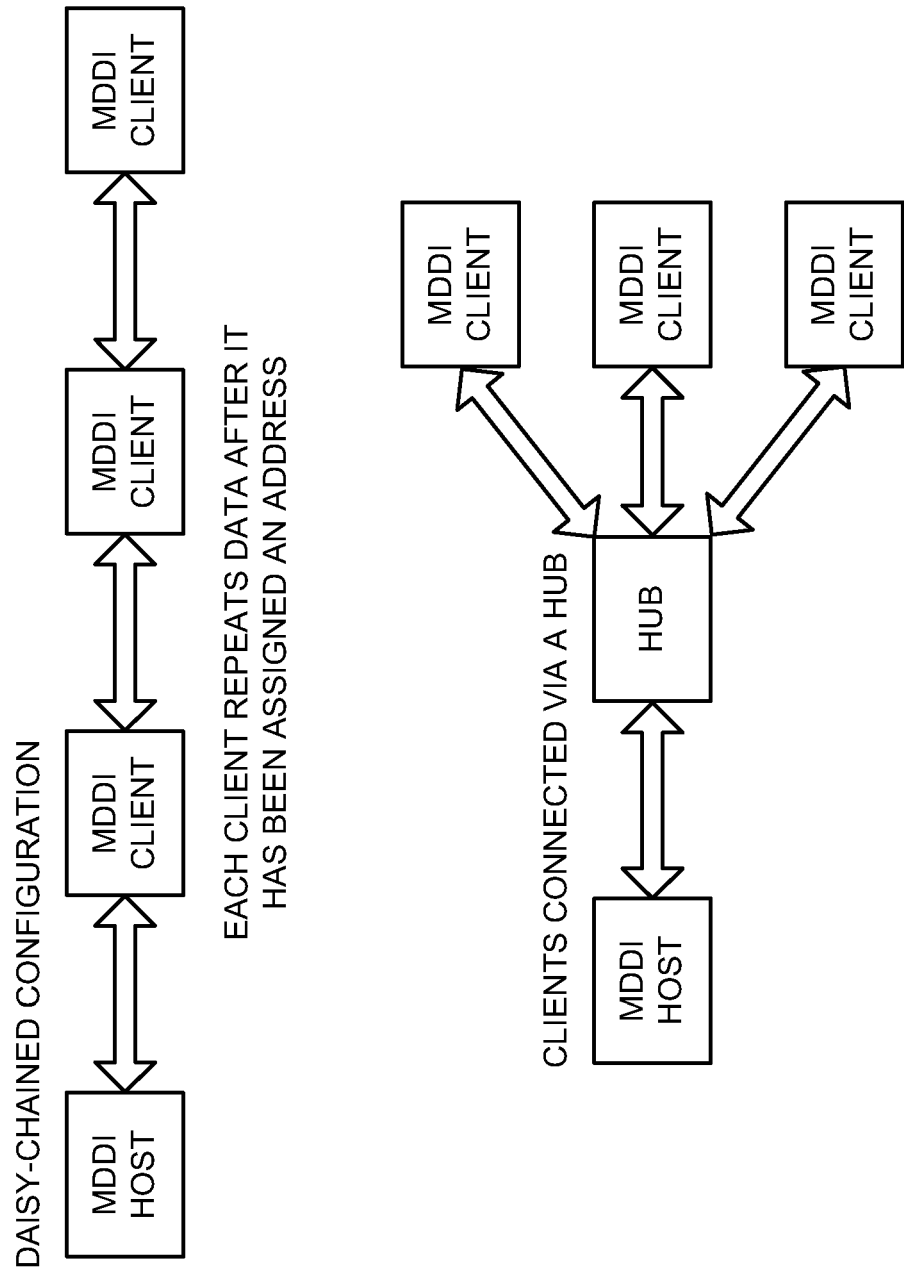 DAISY-CHAINED CONFIGURATION
MDDI
HOST
MDDI
CLIENT
MDDI
CLIENT
MDDI
CLIENT
EACH CLIENT REPEATS DATA AFTER IT
HAS BEEN ASSIGNED AN ADDRESS
CLIENTS CONNECTED VIA A HUB
MDDI
HOST
HUB
MDDI
CLIENT
MDDI
CLIENT
MDDI
CLIENT